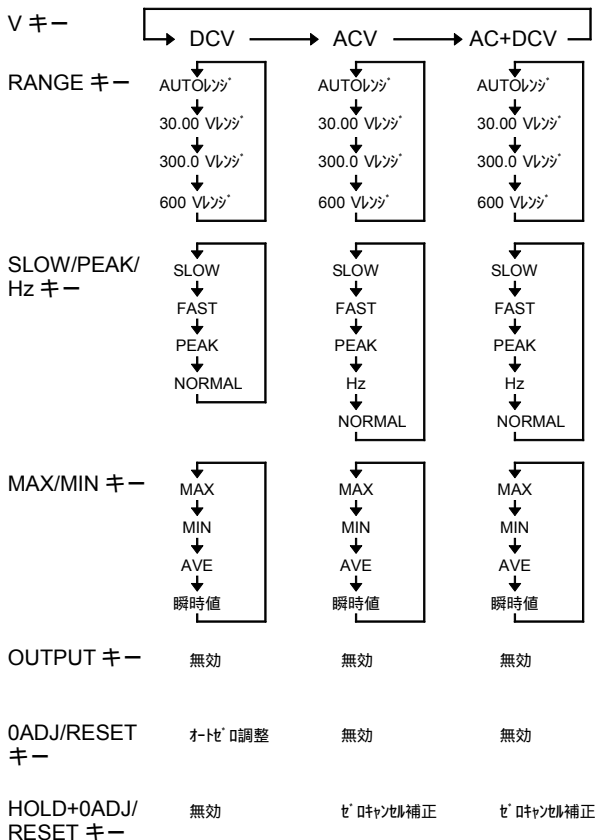 V キー
DCV ACV AC+DCV
RANGE キー
AUTOﾚﾝｼﾞ AUTOﾚﾝｼﾞ AUTOﾚﾝｼﾞ
30.00 Vﾚﾝｼﾞ 30.00 Vﾚﾝｼﾞ 30.00 Vﾚﾝｼﾞ
300.0 Vﾚﾝｼﾞ 300.0 Vﾚﾝｼﾞ 300.0 Vﾚﾝｼﾞ
600 Vﾚﾝｼﾞ 600 Vﾚﾝｼﾞ 600 Vﾚﾝｼﾞ
SLOW/PEAK/
Hz キー
SLOW SLOW SLOW
FAST FAST FAST
PEAK PEAK PEAK
NORMAL Hz Hz
NORMAL NORMAL
MAX/MIN キー
MAX MAX MAX
MIN MIN MIN
AVE AVE AVE
瞬時値 瞬時値 瞬時値
OUTPUT キー 無効 無効 無効
0ADJ/RESET
キー
ｵｰﾄｾﾞﾛ調整 無効 無効
HOLD+0ADJ/
RESET キー
無効 ｾﾞﾛｷｬﾝｾﾙ補正 ｾﾞﾛｷｬﾝｾﾙ補正